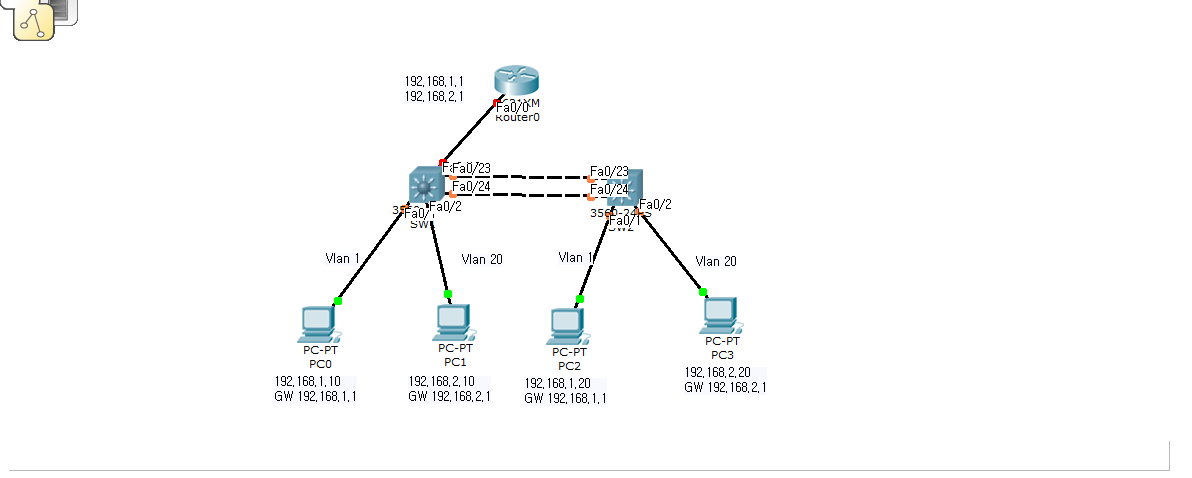 192,168,1,1
192,168,2,1
Fa0/0
Router0
Fa0/23
Fa0/23
Fa0/24
Fa0/24
Fa0/2
Fa0/2
Fa0/1
Vlan 1
Vlan 20
Vlan 1
Vlan 20
PC-PT
PC0
PC-PT
PC1
PC-PT
PC2
PC-PT
PC3
192,168,1,10
GW 192,168,1,1
192,168,2,10
GW 192,168,2,1
192,168,1,20
GW 192,168,1,1
192,168,2,20
GW 192,168,2,1